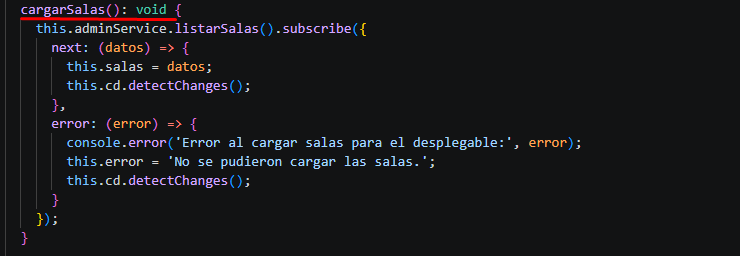 cargarSalas(): void {
this.adminService.listarSalas().subscribe({
next: (datos) => {
this.salas = datos;
this.cd.detectChanges();
},
error: (error) => {
console.error('Error al cargar salas para el desplegable:', error);
this.error = 'No se pudieron cargar las salas.';
this.cd.detectChanges();
}
});
}